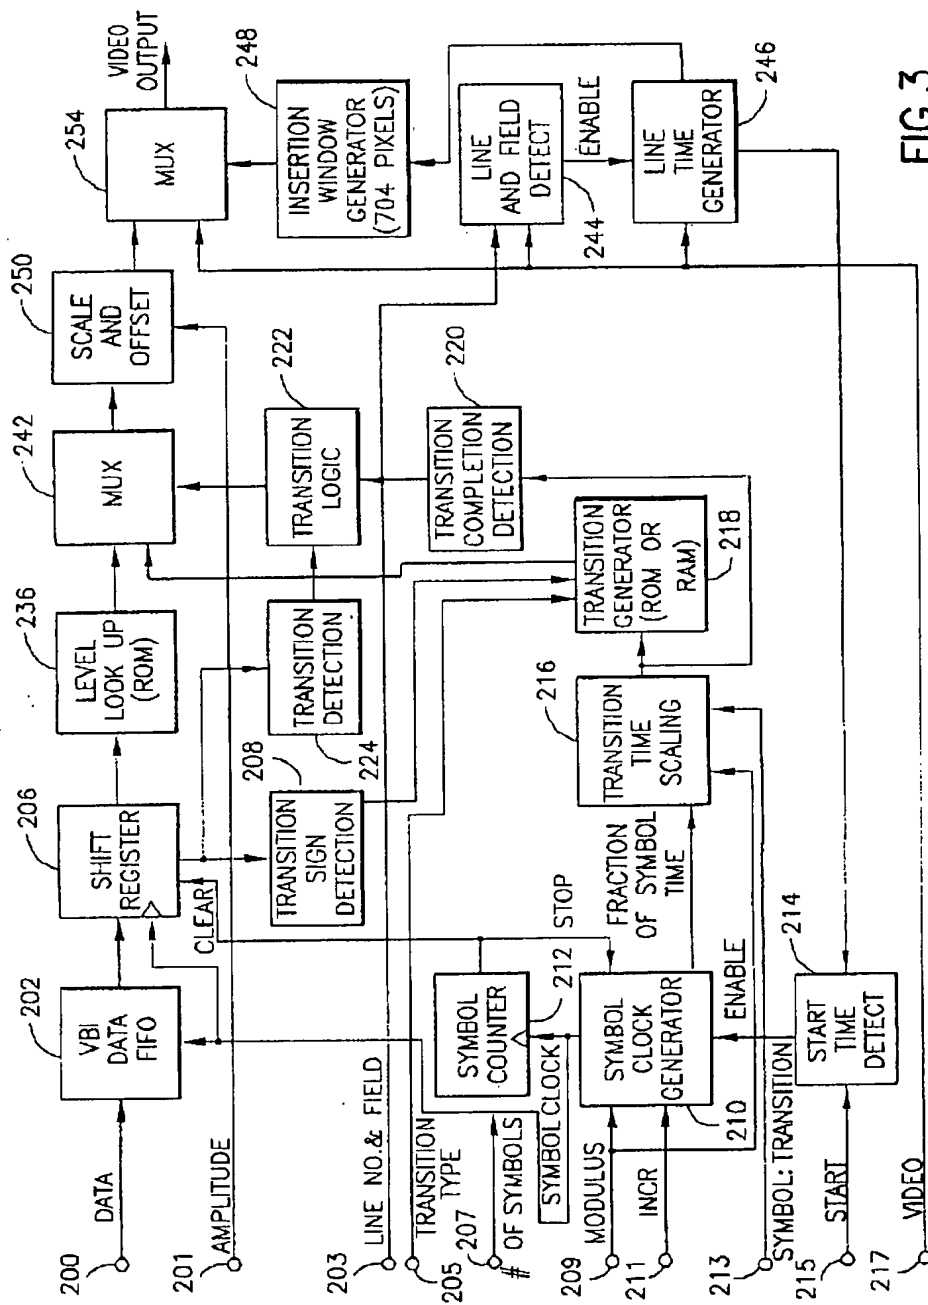 200
DATA
202
VBI
DATA
FIFO
206
SHIFT
REGISTER
CLEAR
236
LEVEL
LOOK UP
(ROM)
242
MUX
250
SCALE
AND
OFFSET
254
MUX
VIDEO
OUTPUT
201
AMPLITUDE
208
TRANSITION
SIGN
DETECTION
TRANSITION
DETECTION
224
222
TRANSITION
LOGIC
220
TRANSITION
COMPLETION
DETECTION
248
INSERTION
WINDOW
GENERATOR
(704 PIXELS)
203
LINE NO.& FIELD
205
TRANSITION
TYPE
LINE
AND FIELD
DETECT
244
ENABLE
LINE
TIME
GENERATOR
246
207
# OF SYMBOLS
SYMBOL CLOCK
SYMBOL
COUNTER
212
STOP
209
MODULUS
211
INCR
SYMBOL
CLOCK
GENERATOR
210
FRACTION
OF SYMBOL
TIME
216
TRANSITION
TIME
SCALING
TRANSITION
GENERATOR
(ROM OR
RAM)
218
213
SYMBOL:TRANSITION
ENABLE
215
START
START
TIME
DETECT
214
217
VIDEO
FIG.3